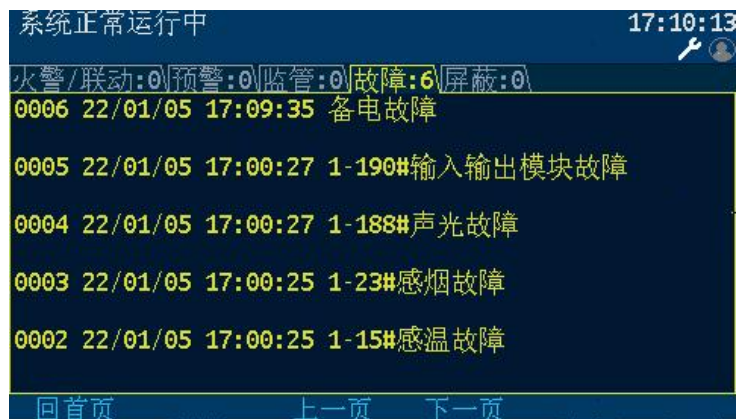 系统正常运行中 17:10:13
火警/联动:0\预警:0\监管:0\故障:6\屏蔽:0\
0006 22/01/05 17:09:35 备电故障
0005 22/01/05 17:00:27 1-190#输入输出模块故障
0004 22/01/05 17:00:27 1-188#声光故障
0003 22/01/05 17:00:25 1-23#感烟故障
0002 22/01/05 17:00:25 1-15#感温故障
回首页 上一页 下一页